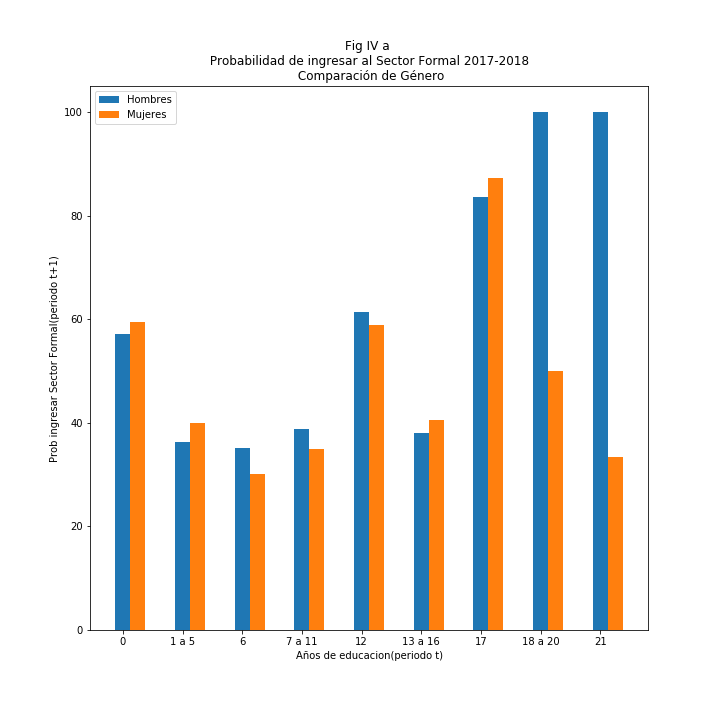 Fig IV a
Probabilidad de ingresar al Sector Formal 2017-2018
Comparación de Género
Hombres
Mujeres
Prob ingresar Sector Formal(periodo t+1)
100
80
60
40
20
0
0 1 a 5 6 7 a 11 12 13 a 16 17 18 a 20 21
Años de educacion(periodo t)